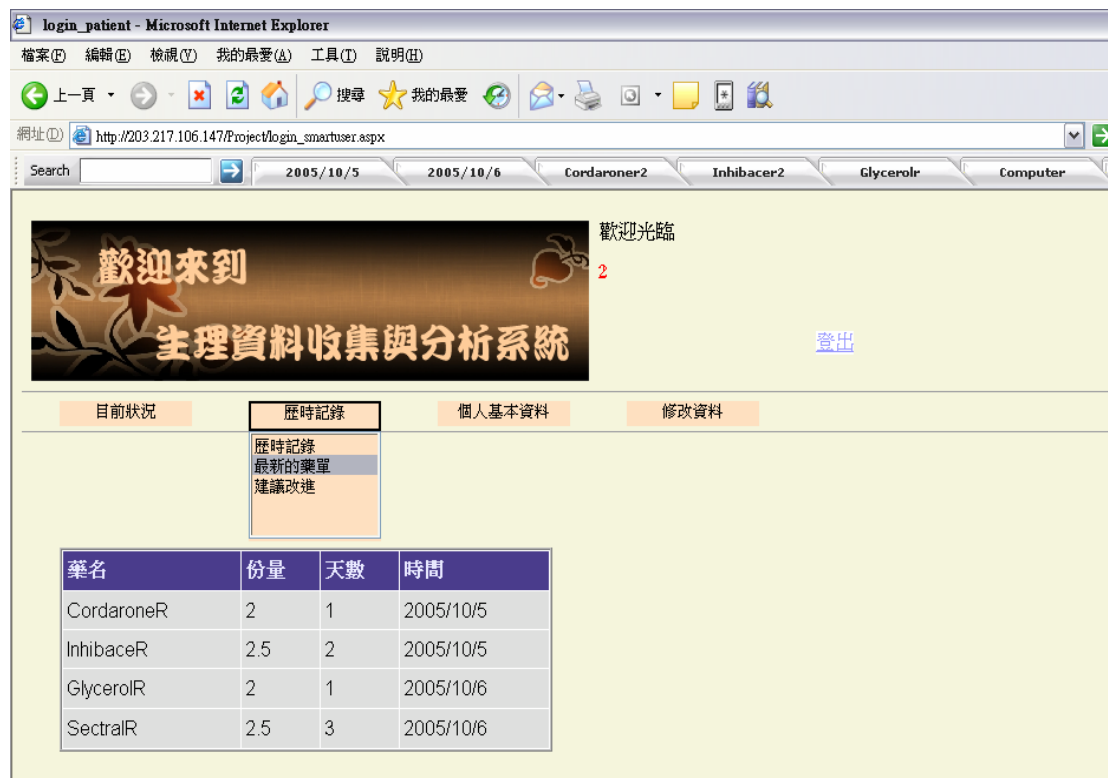 login_patient - Microsoft Internet Explorer
檔案(F) 編輯(E) 檢視(V) 我的最愛(A) 工具(T) 說明(H)
上一頁 搜尋 我的最愛
網址(D) http://203.217.106.147/Project/login_smartuser.aspx
Search 2005/10/5 2005/10/6 Cordaroner2 Inhibacer2 Glycerolr Computer
歡迎來到
生理資料收集與分析系統
歡迎光臨
2
登出
目前狀況 歷時記錄 個人基本資料 修改資料
歷時記錄
最新的藥單
建議改進
藥名 份量 天數 時間
CordaroneR 2 1 2005/10/5
InhibaceR 2.5 2 2005/10/5
GlycerolR 2 1 2005/10/6
SectralR 2.5 3 2005/10/6